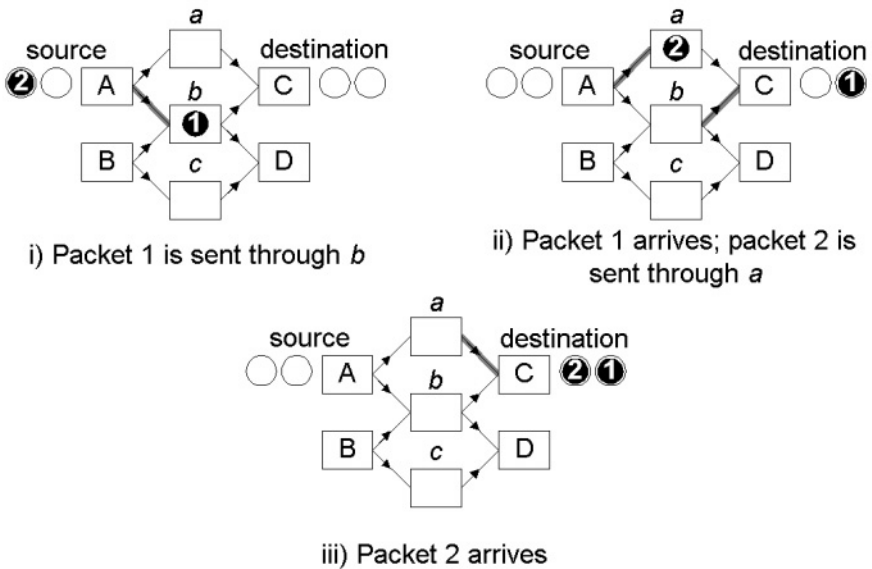 a
source
destination
2
A
C
b
1
B
D
c
i) Packet 1 is sent through b
a
source
destination
2
A
C
1
b
B
D
c
ii) Packet 1 arrives; packet 2 is
sent through a
a
source
destination
A
C
2 1
b
B
D
c
iii) Packet 2 arrives